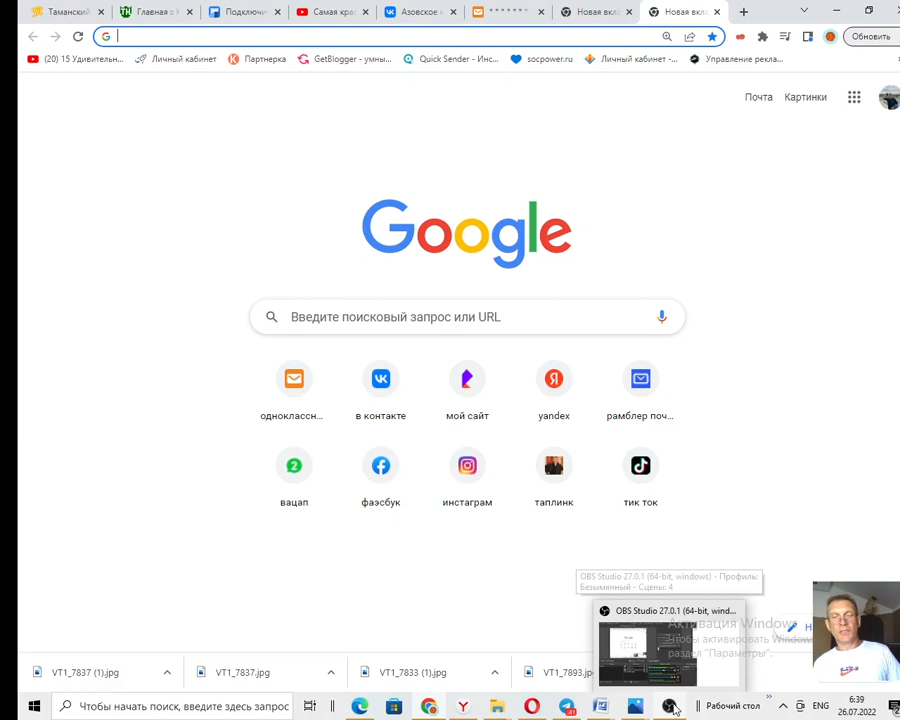 Таманский
Главная с К
Подключи
Самая крас
Азовское
* * * * * * *
Новая вкл
Новая вкл
Обновить
(20) 15 Удивительн...
Личный кабинет
Партнерка
GetBlogger - умны...
Quick Sender - Инс...
socpower.ru
Личный кабинет -...
Управление рекла...
Почта
Картинки
Google
Введите поисковый запрос или URL
одноклассн...
в контакте
мой сайт
yandex
рамблер поч...
вацап
фаэсбук
инстаграм
таплинк
тик ток
OBS Studio 27.0.1 (64-bit, windows) - Профиль:
Безымянный - Сцены: 4
OBS Studio 27.0.1 (64-bit, wind...
Активация Windows
Чтобы активировать Windows
раздел "Параметры".
VT1_7837 (1).jpg
VT1_7837.jpg
VT1_7833 (1).jpg
VT1_7893.jp
Чтобы начать поиск, введите здесь запрос
Рабочий стол
ENG
6:39
26.07.2022